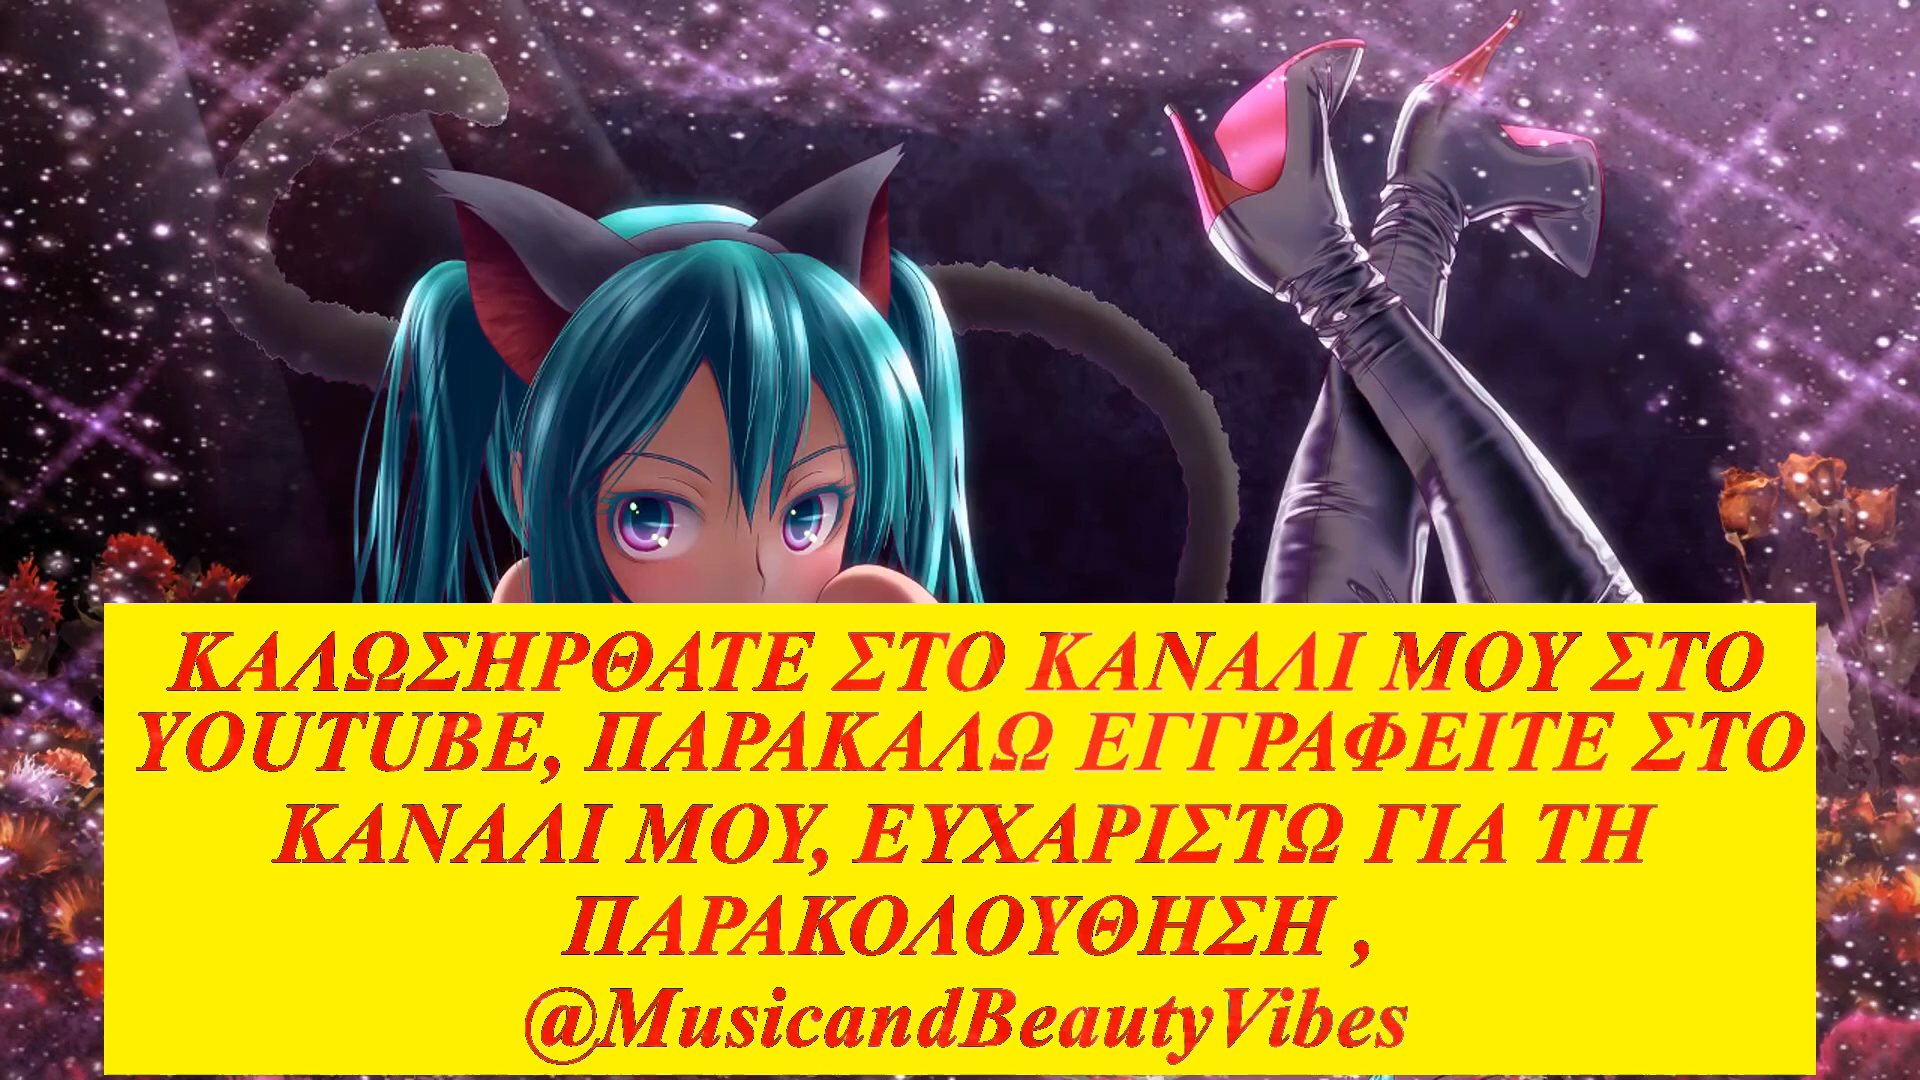 ΚΑΛΩΣΗΡΘΑΤΕ ΣΤΟ ΚΑΝΑΛΙ ΜΟΥ ΣΤΟ
YOUTUBE, ΠΑΡΑΚΑΛΩ ΕΓΓΡΑΦΕΙΤΕ ΣΤΟ
ΚΑΝΑΛΙ ΜΟΥ, ΕΥΧΑΡΙΣΤΩ ΓΙΑ ΤΗ
ΠΑΡΑΚΟΛΟΥΘΗΣΗ ,
@MusicandBeautyVibes